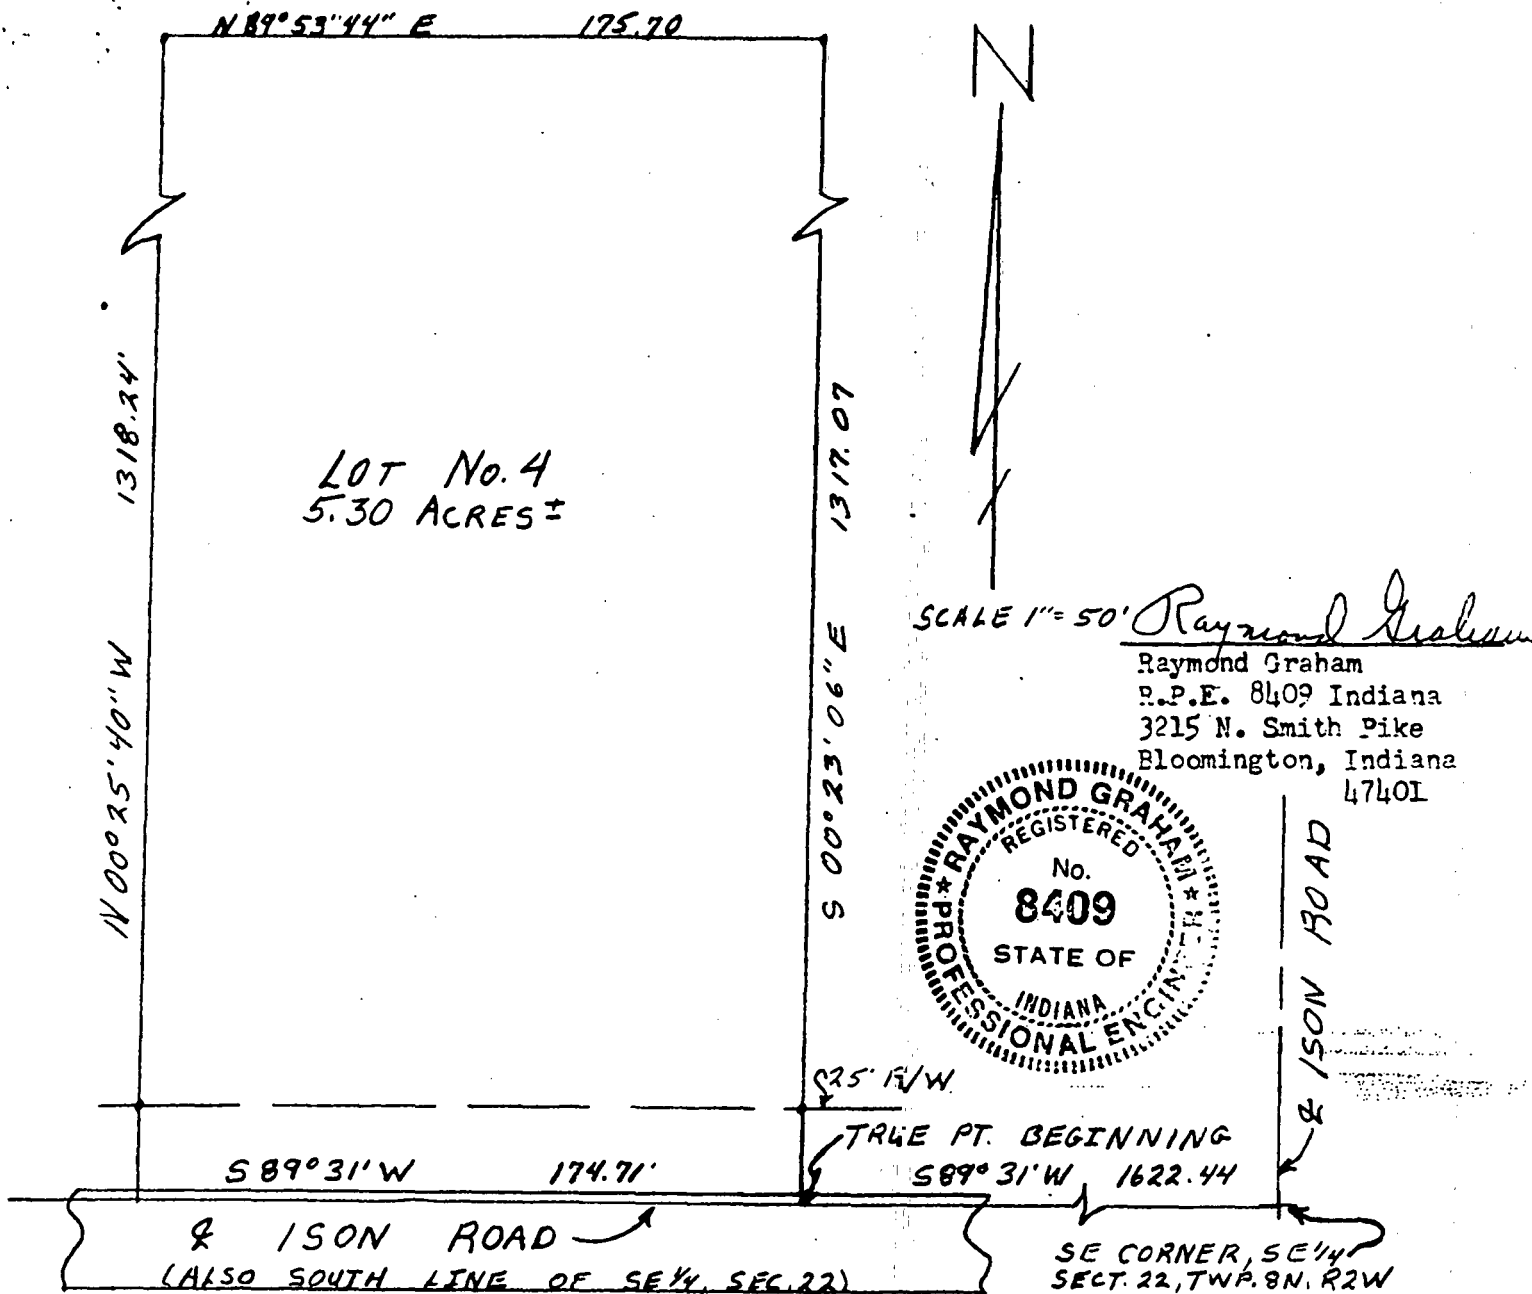 N 89°53"44" E 175.70
N
1318.24'
N 00°25'40" W
LOT No. 4
5.30 ACRES ±
1317.07
S 00°23'06" E
SCALE 1"= 50'
Raymond Graham
Raymond Graham
R.P.E. 8409 Indiana
3215 N. Smith Pike
Bloomington, Indiana
47401
★ RAYMOND GRAHAM ★
PROFESSIONAL ENGINEER
REGISTERED
No.
8409
STATE OF
INDIANA
℄ ISON ROAD
25' R/W
TRUE PT. BEGINNING
S 89°31' W 174.71'
S 89° 31' W 1622.44
℄ ISON ROAD
(ALSO SOUTH LINE OF SE 1/4, SEC. 22)
SE CORNER, SE 1/4
SECT. 22, TWP. 8N, R2W